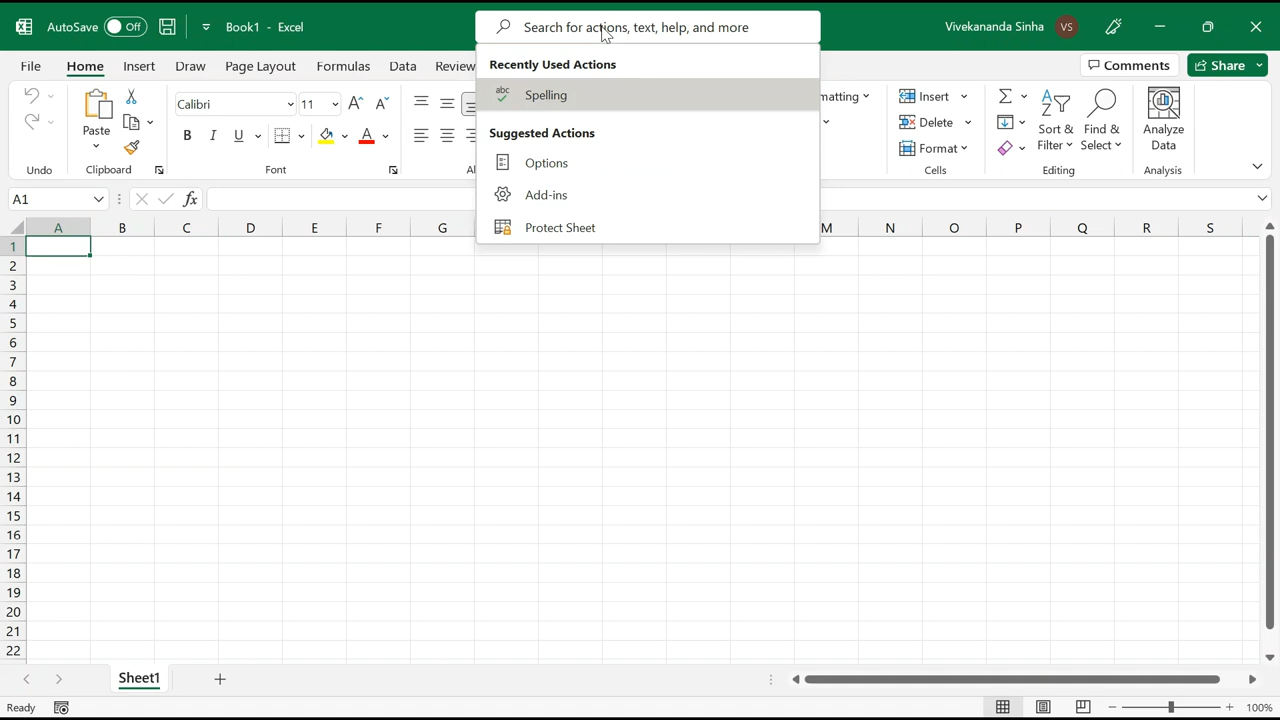 AutoSave Off Book1 - Excel Search for actions, text, help, and more Vivekananda Sinha VS
File Home Insert Draw Page Layout Formulas Data Review Comments Share
Recently Used Actions
Spelling
Suggested Actions
Options
Add-ins
Protect Sheet
Paste
Calibri 11
B I U A
Undo Clipboard Font Al
matting
Insert
Delete
Format
Sort & Filter
Find & Select
Analyze Data
Cells Editing Analysis
A1 fx
A B C D E F G M N O P Q R S
1
2
3
4
5
6
7
8
9
10
11
12
13
14
15
16
17
18
19
20
21
22
Sheet1
Ready 100%